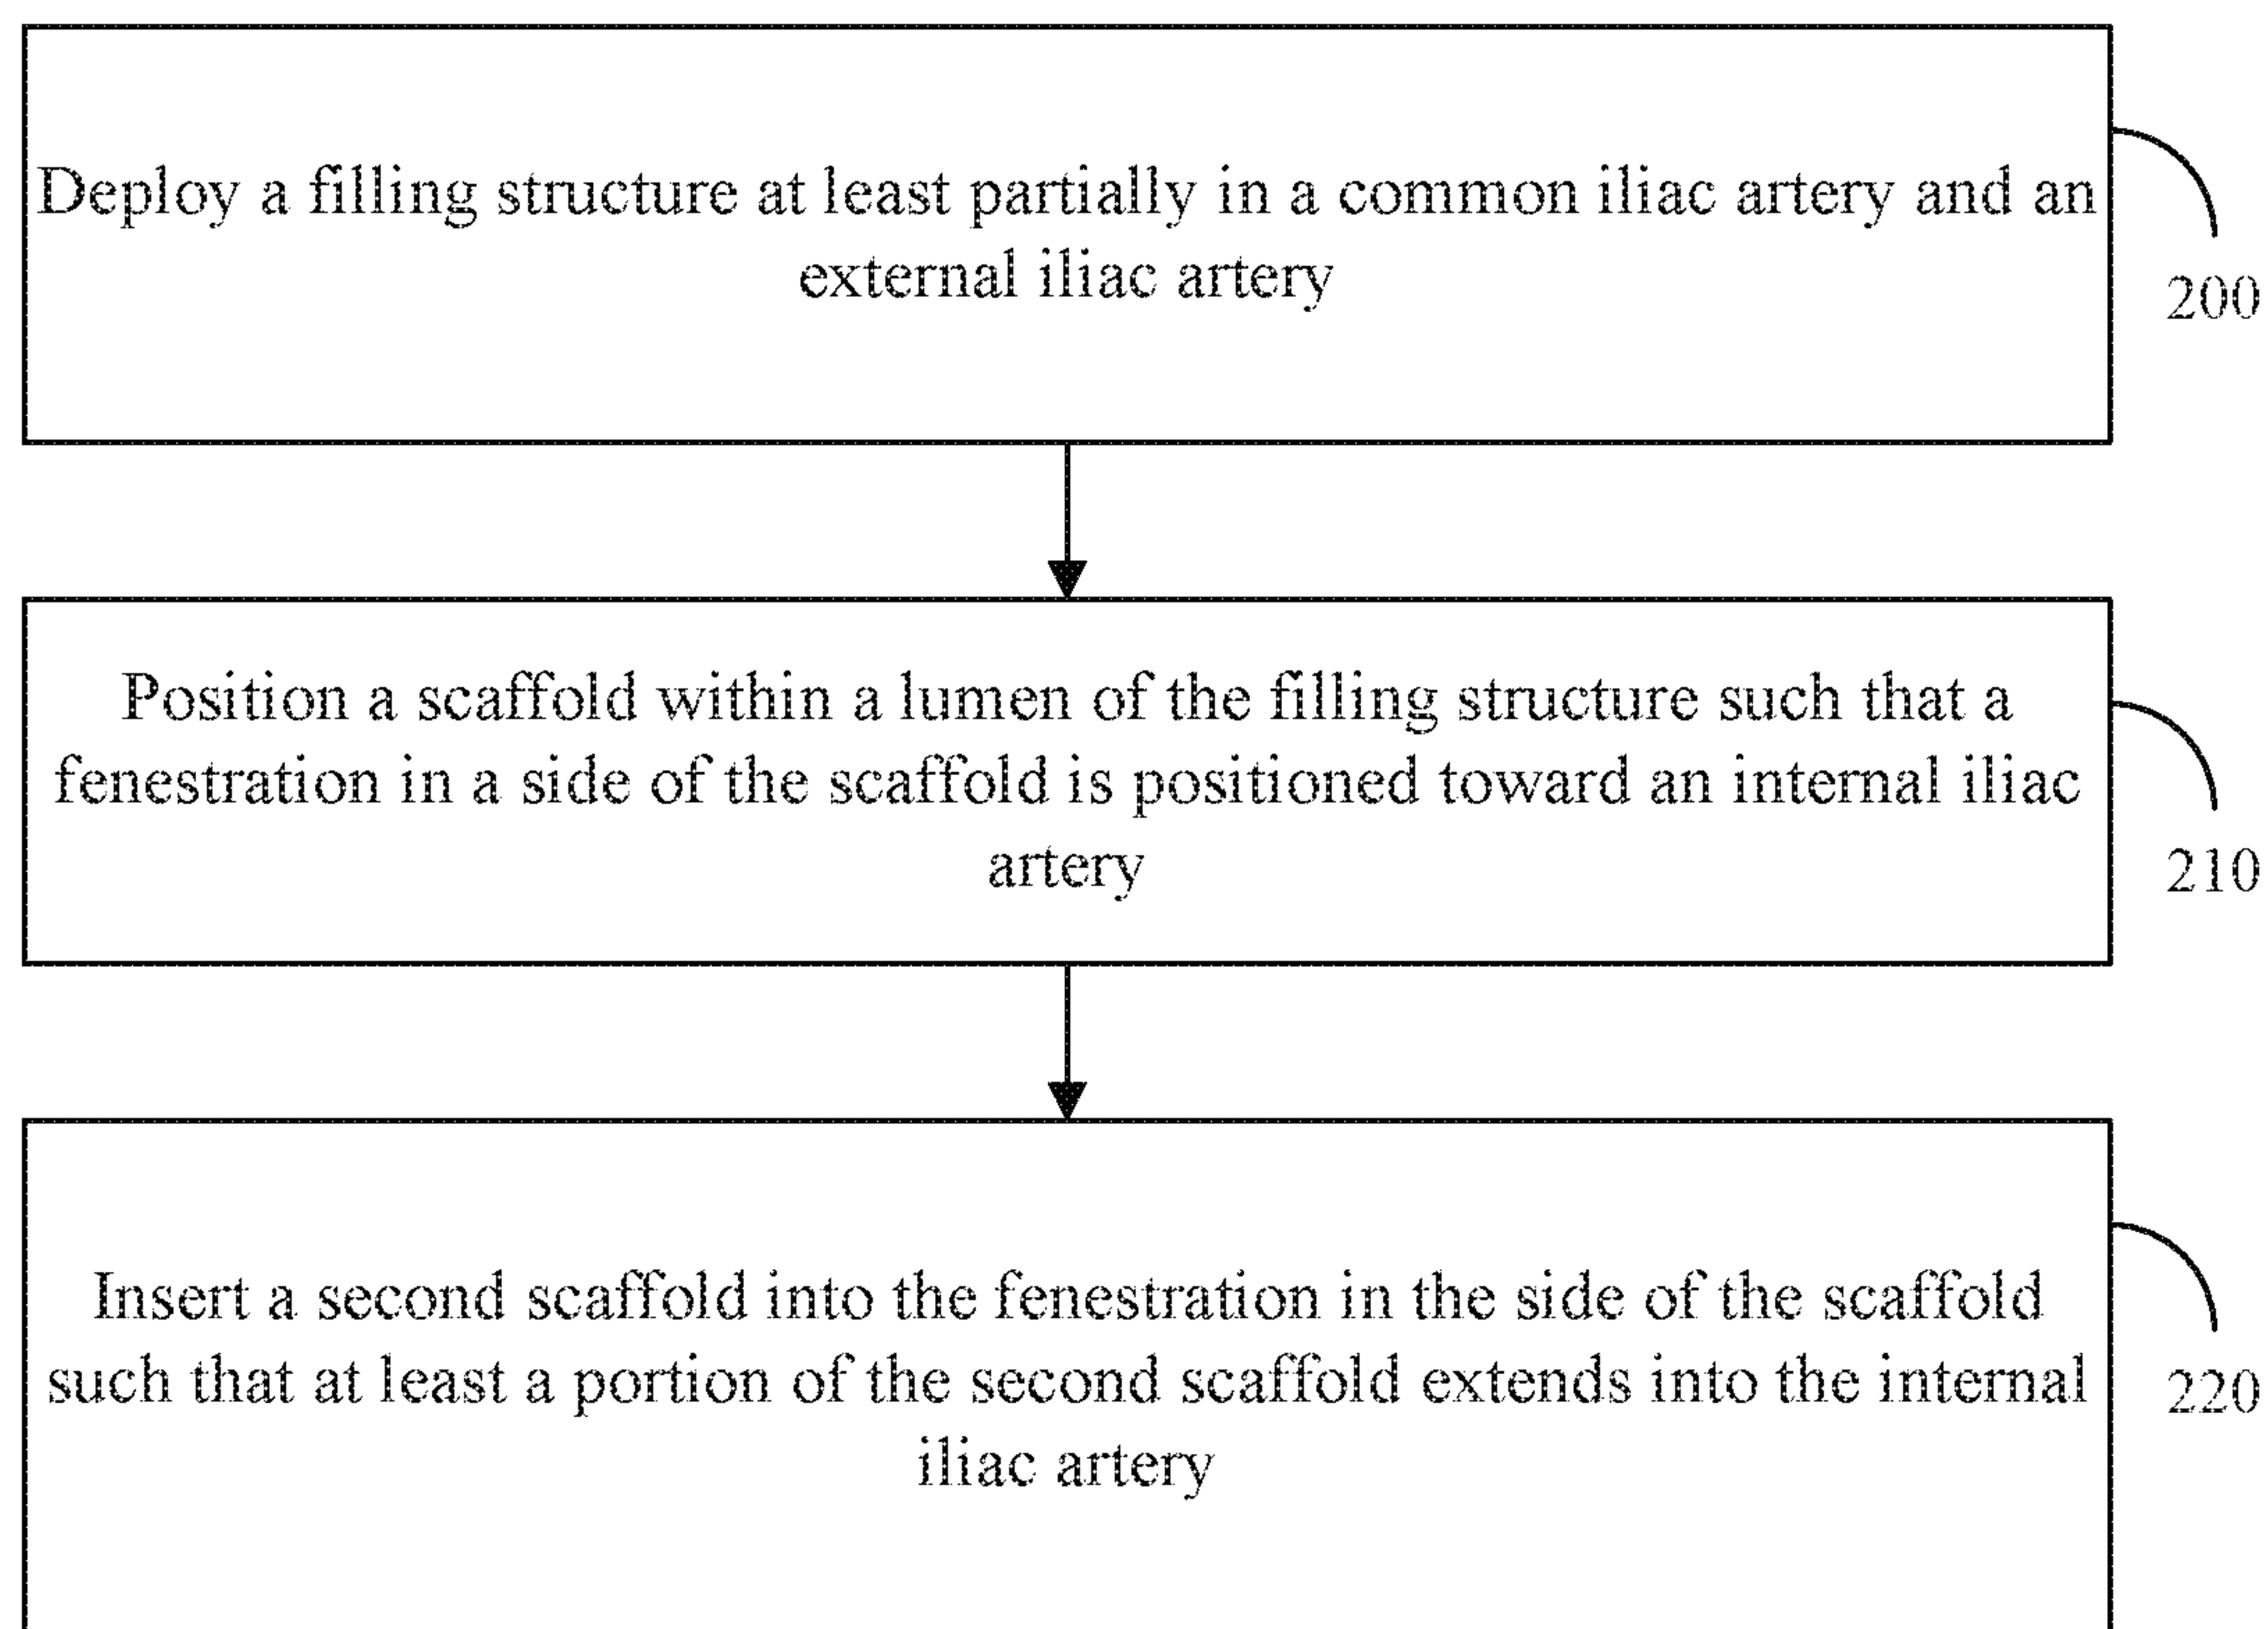 Deploy a filling structure at least partially in a common iliac artery and an
external iliac artery
200
Position a scaffold within a lumen of the filling structure such that a
fenestration in a side of the scaffold is positioned toward an internal iliac
artery
210
Insert a second scaffold into the fenestration in the side of the scaffold
such that at least a portion of the second scaffold extends into the internal
iliac artery
220